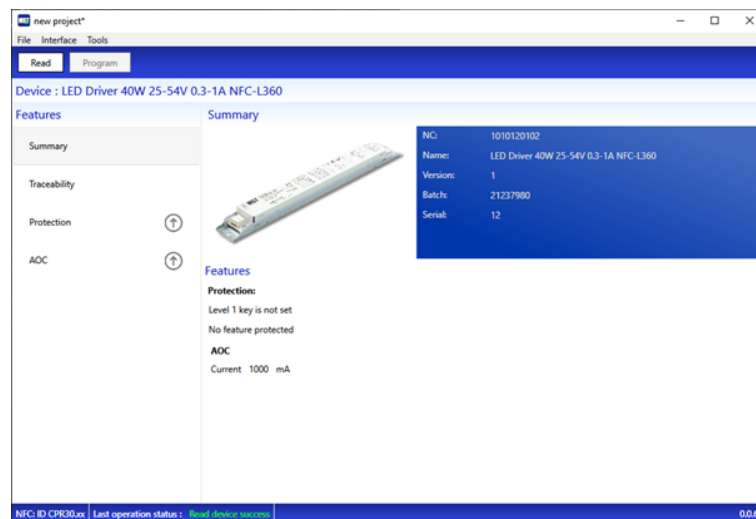 new project*
File Interface Tools
Read Program
Device : LED Driver 40W 25-54V 0.3-1A NFC-L360
Features
Summary
Traceability
Protection
AOC
Summary
NC: 1010120102
Name: LED Driver 40W 25-54V 0.3-1A NFC-L360
Version: 1
Batch: 21237980
Serial: 12
Features
Protection:
Level 1 key is not set
No feature protected
AOC
Current 1000 mA
NFC: ID CPR30.xx Last operation status : Read device success